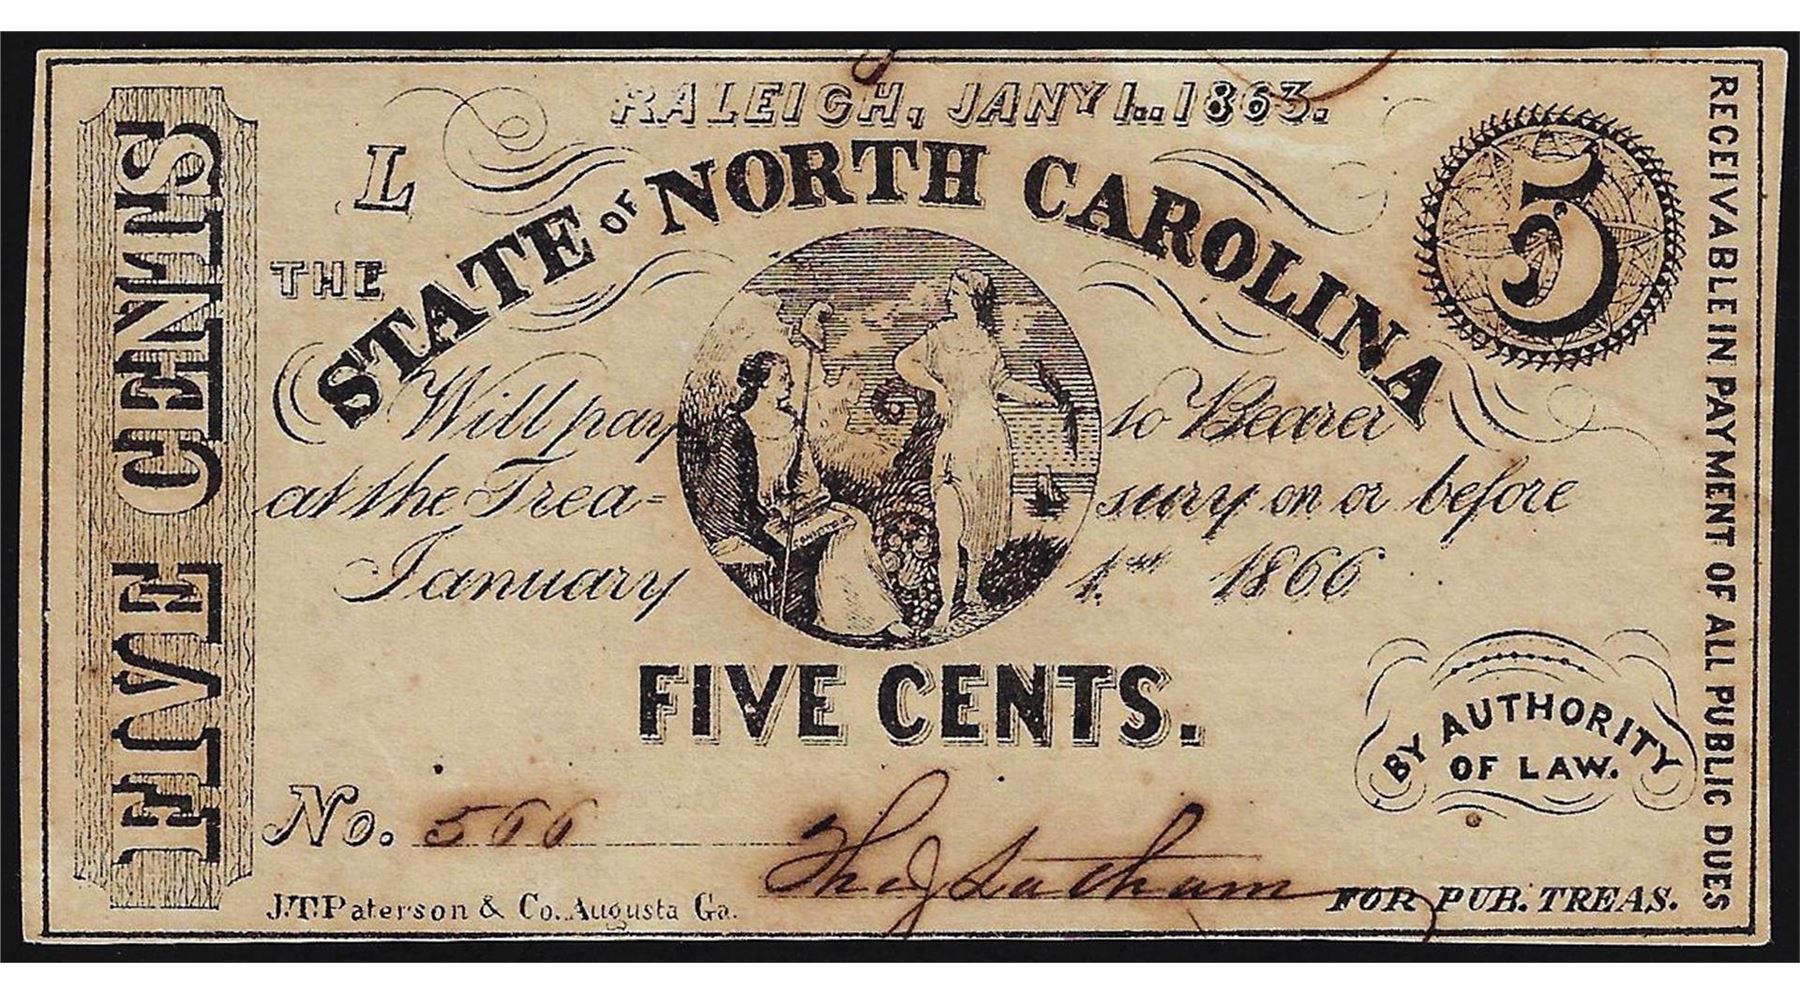 RALEIGH, JANY 1..1863.
L
5
THE
STATE OF NORTH CAROLINA
Will pay to Bearer
at the Trea-sury on or before
January 1st 1866
FIVE CENTS.
BY AUTHORITY
OF LAW.
No. 566
J.T.Paterson & Co. Augusta Ga.
FOR PUB. TREAS.
FIVE CENTS
RECEIVABLE IN PAYMENT OF ALL PUBLIC DUES